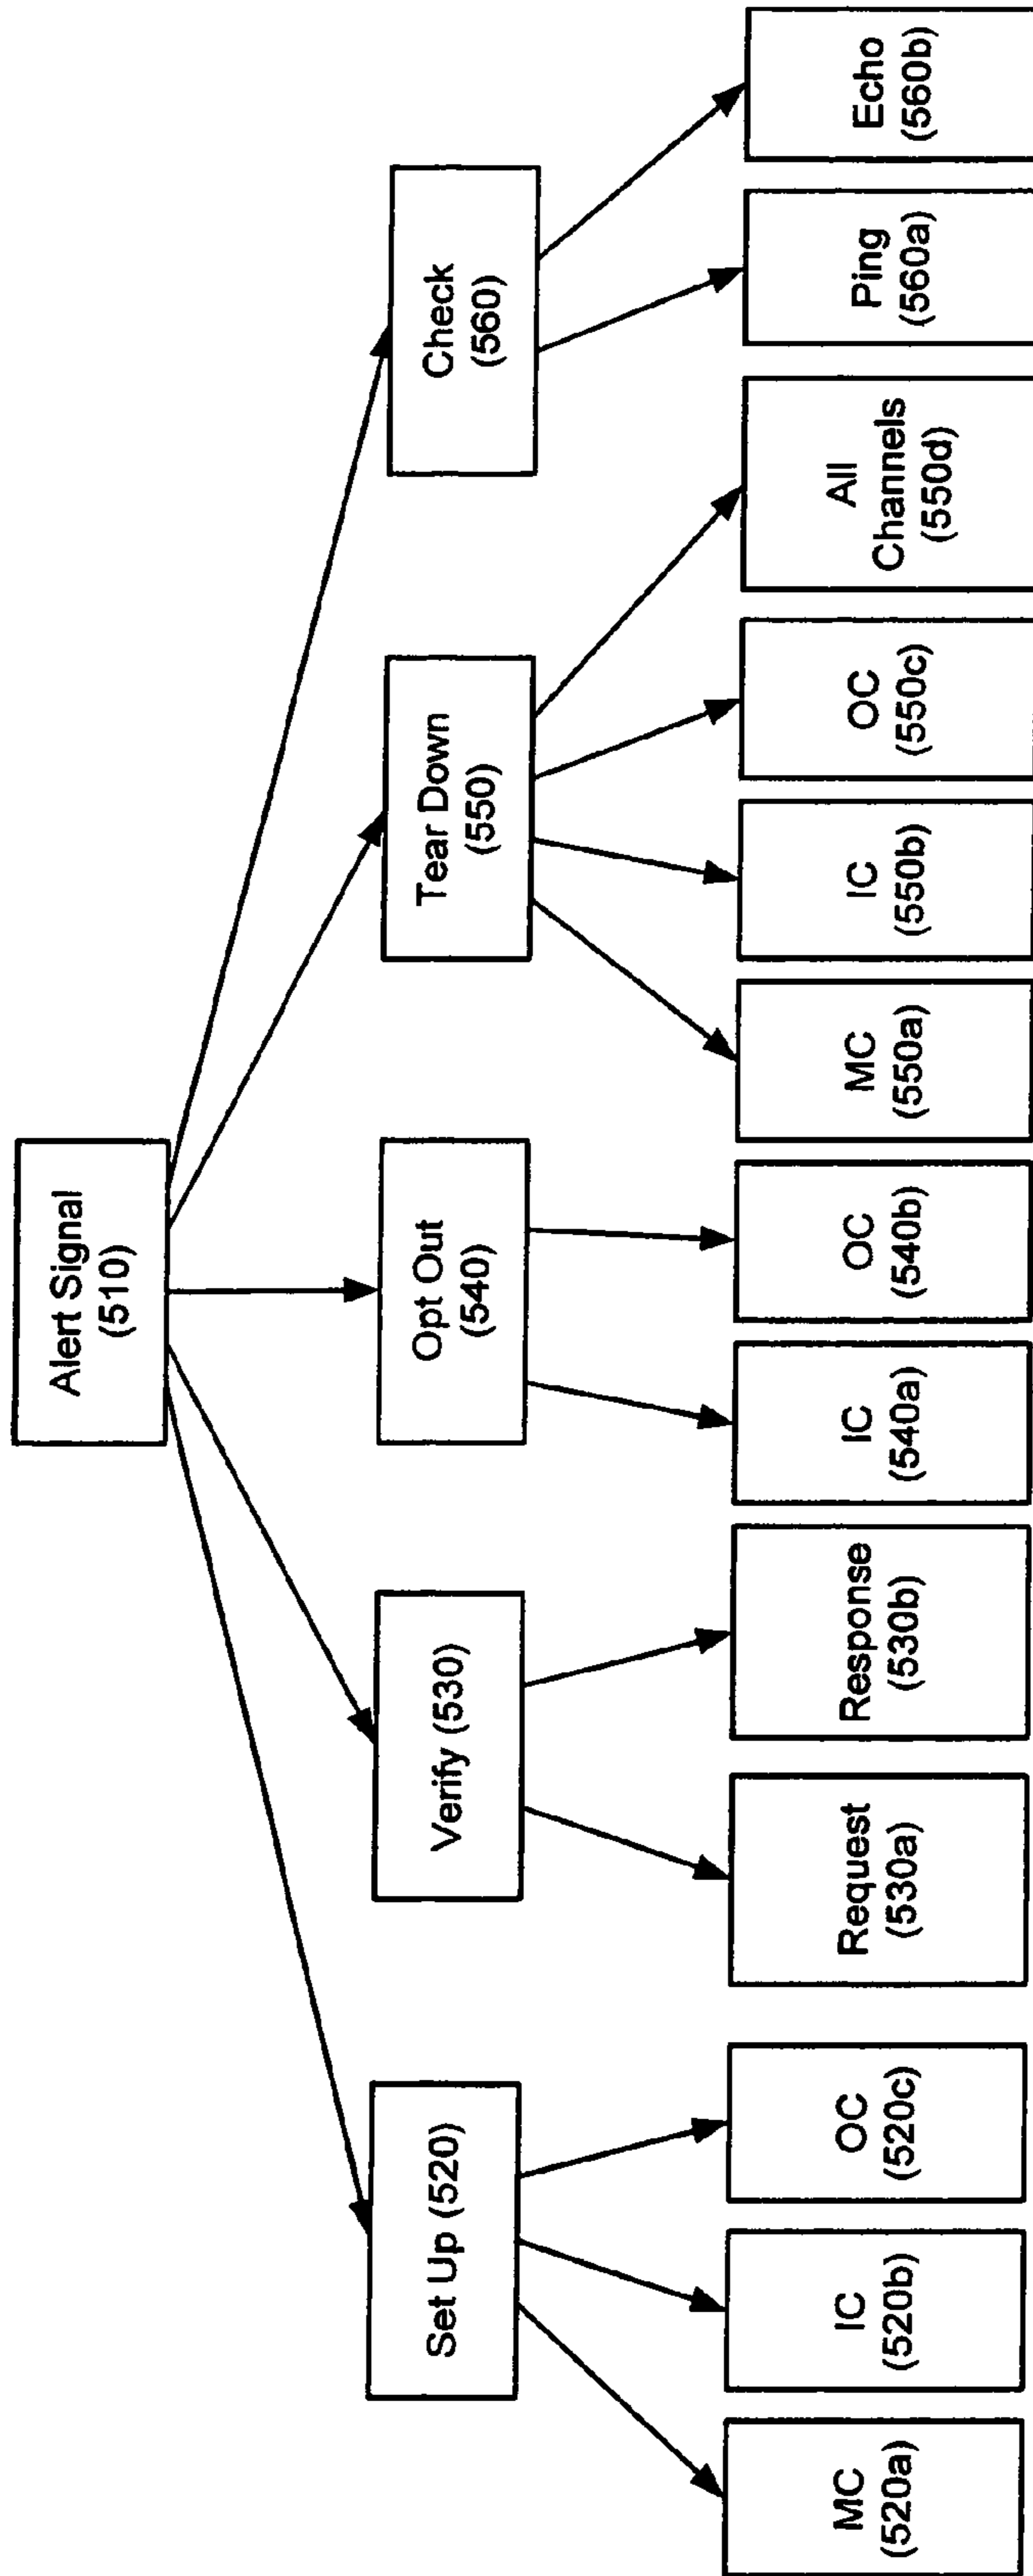 Alert Signal
(510)
Set Up (520)
Verify (530)
Opt Out
(540)
Tear Down
(550)
Check
(560)
MC
(520a)
IC
(520b)
OC
(520c)
Request
(530a)
Response
(530b)
IC
(540a)
OC
(540b)
MC
(550a)
IC
(550b)
OC
(550c)
All
Channels
(550d)
Ping
(560a)
Echo
(560b)